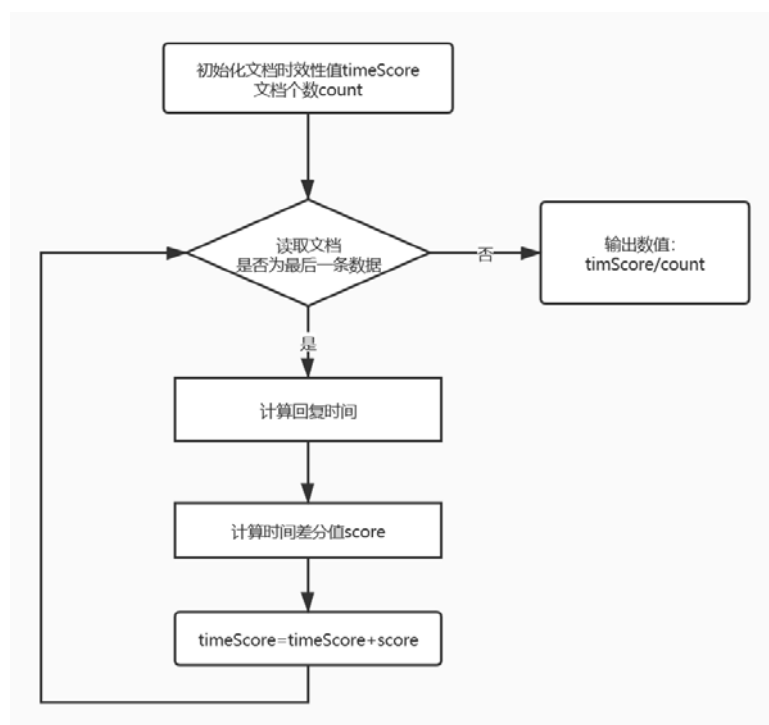 初始化文档时效性值timeScore
文档个数count
读取文档
是否为最后一条数据
否
输出数值：
timScore/count
是
计算回复时间
计算时间差分值score
timeScore=timeScore+score